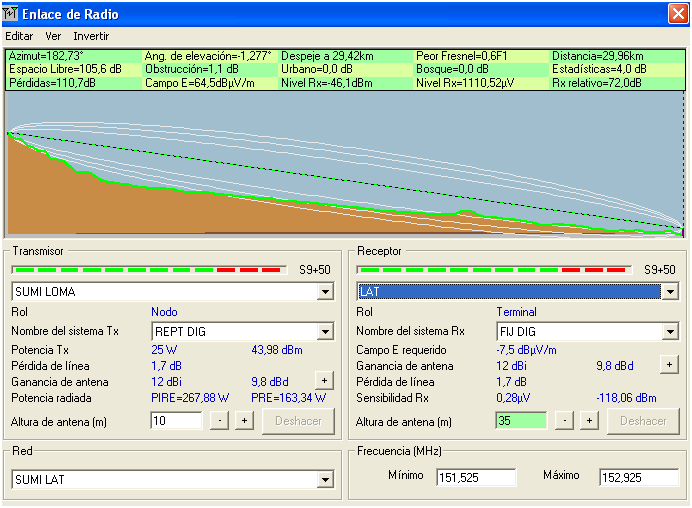 Enlace de Radio
Editar Ver Invertir
Azimut=182,73° Ang. de elevación=-1,277° Despeje a 29,42km Peor Fresnel=0,6F1 Distancia=29,96km
Espacio Libre=105,6 dB Obstrucción=1,1 dB Urbano=0,0 dB Bosque=0,0 dB Estadísticas=4,0 dB
Pérdidas=110,7dB Campo E=64,5dBµV/m Nivel Rx=-46,1dBm Nivel Rx=1110,52µV Rx relativo=72,0dB
Transmisor Receptor
S9+50 S9+50
SUMI LOMA LAT
Rol Nodo Rol Terminal
Nombre del sistema Tx REPT DIG Nombre del sistema Rx FIJ DIG
Potencia Tx 25 W 43,98 dBm Campo E requerido -7,5 dBµV/m
Pérdida de línea 1,7 dB Ganancia de antena 12 dBi 9,8 dBd +
Ganancia de antena 12 dBi 9,8 dBd + Pérdida de línea 1,7 dB
Potencia radiada PIRE=267,88 W PRE=163,34 W Sensibilidad Rx 0,28µV -118,06 dBm
Altura de antena (m) 10 - + Deshacer Altura de antena (m) 35 - + Deshacer
Red Frecuencia (MHz)
SUMI LAT Mínimo 151,525 Máximo 152,925